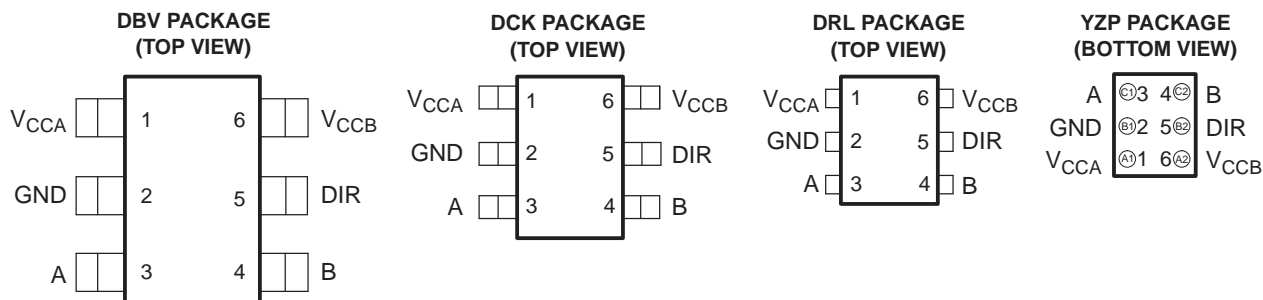 DBV PACKAGE
(TOP VIEW)
VCCA 1 6 VCCB
GND 2 5 DIR
A 3 4 B
DCK PACKAGE
(TOP VIEW)
VCCA 1 6 VCCB
GND 2 5 DIR
A 3 4 B
DRL PACKAGE
(TOP VIEW)
VCCA 1 6 VCCB
GND 2 5 DIR
A 3 4 B
YZP PACKAGE
(BOTTOM VIEW)
A C1 3 4 C2 B
GND B1 2 5 B2 DIR
VCCA A1 1 6 A2 VCCB